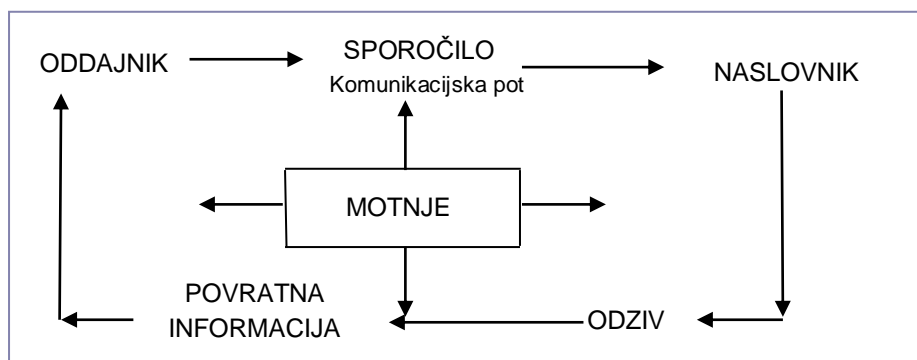 ODDAJNIK
SPOROČILO
Komunikacijska pot
NASLOVNIK
MOTNJE
POVRATNA
INFORMACIJA
ODZIV